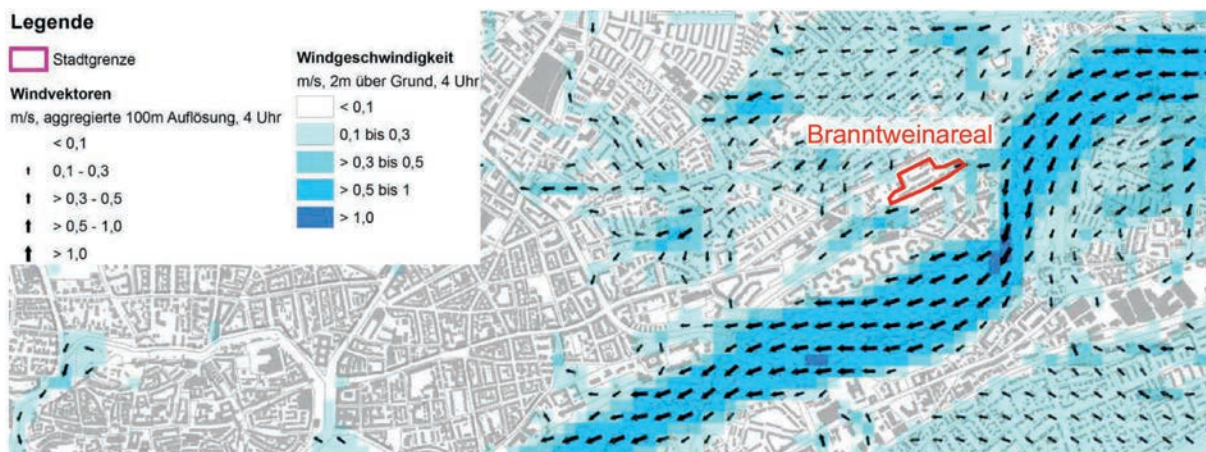 Legende
Stadtgrenze
Windvektoren
m/s, aggregierte 100m Auflösung, 4 Uhr
< 0,1
0,1 - 0,3
> 0,3 - 0,5
> 0,5 - 1,0
> 1,0
Windgeschwindigkeit
m/s, 2m über Grund, 4 Uhr
< 0,1
0,1 bis 0,3
> 0,3 bis 0,5
> 0,5 bis 1
> 1,0
Branntweinareal